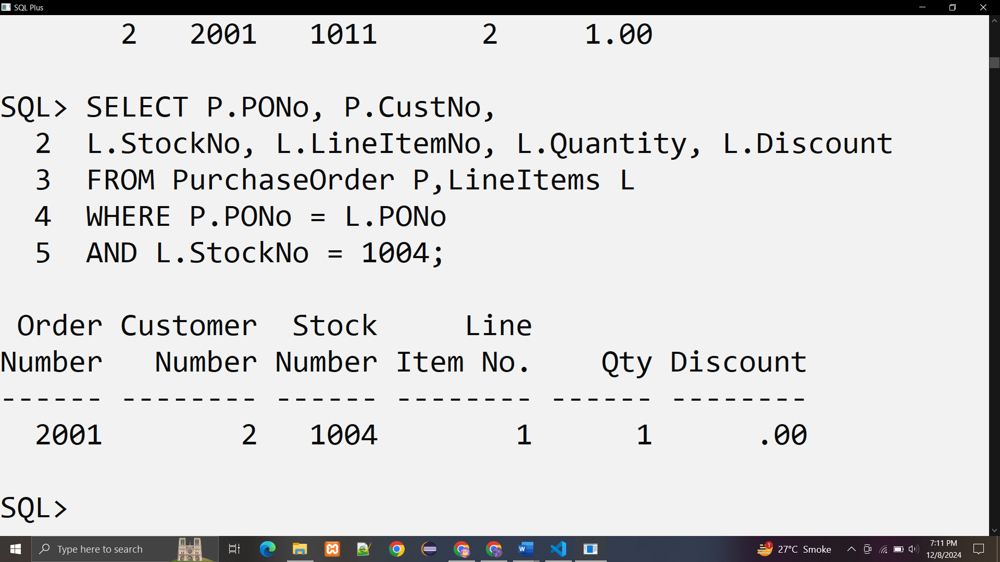 SQL Plus
2 2001 1011 2 1.00
SQL> SELECT P.PONo, P.CustNo,
2 L.StockNo, L.LineItemNo, L.Quantity, L.Discount
3 FROM PurchaseOrder P,LineItems L
4 WHERE P.PONo = L.PONo
5 AND L.StockNo = 1004;
Order Customer Stock Line
Number Number Number Item No. Qty Discount
------ -------- ------ -------- ------ --------
2001 2 1004 1 1 .00
SQL>
Type here to search
1
27°C Smoke
7:11 PM
12/8/2024